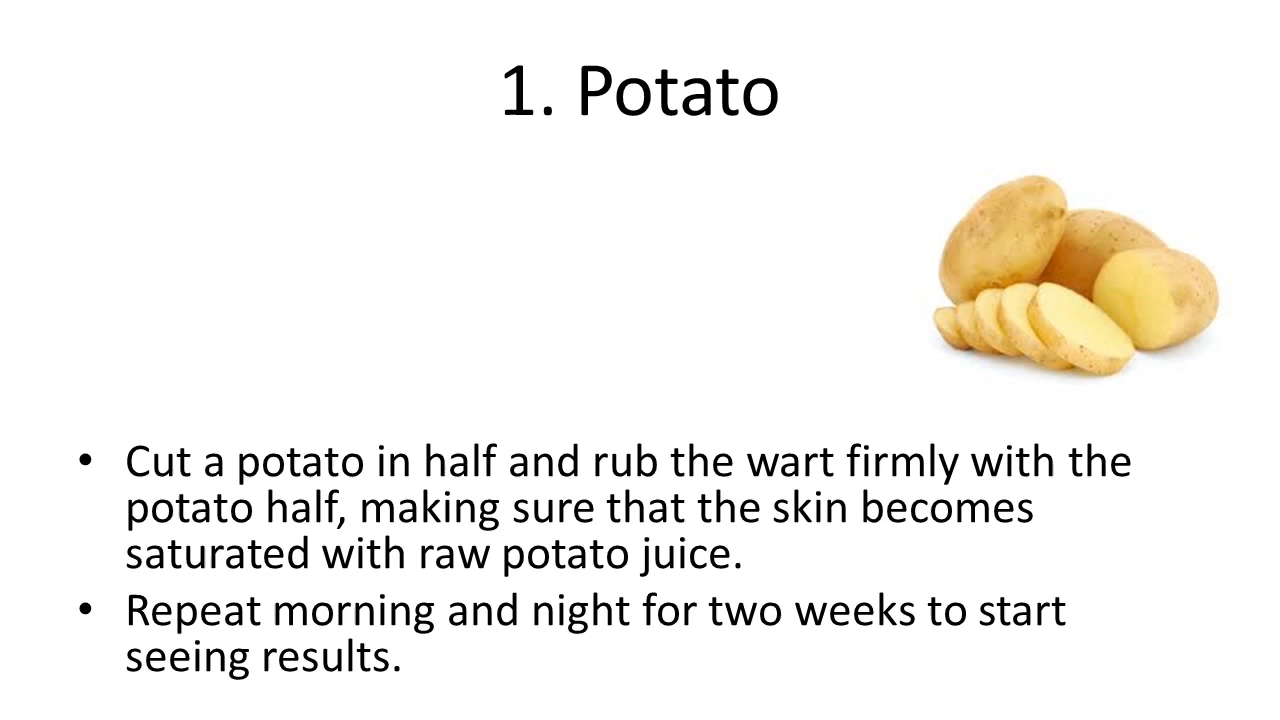 1. Potato
• Cut a potato in half and rub the wart firmly with the
potato half, making sure that the skin becomes
saturated with raw potato juice.
• Repeat morning and night for two weeks to start
seeing results.